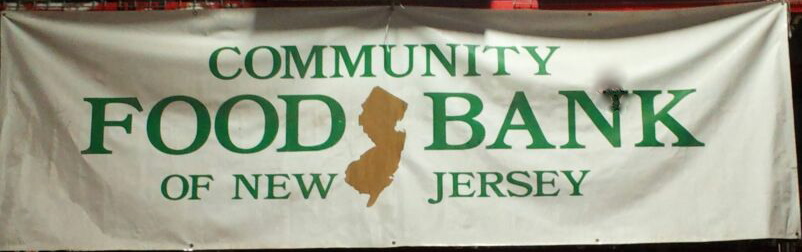 COMMUNITY
FOOD BANK
OF NEW JERSEY